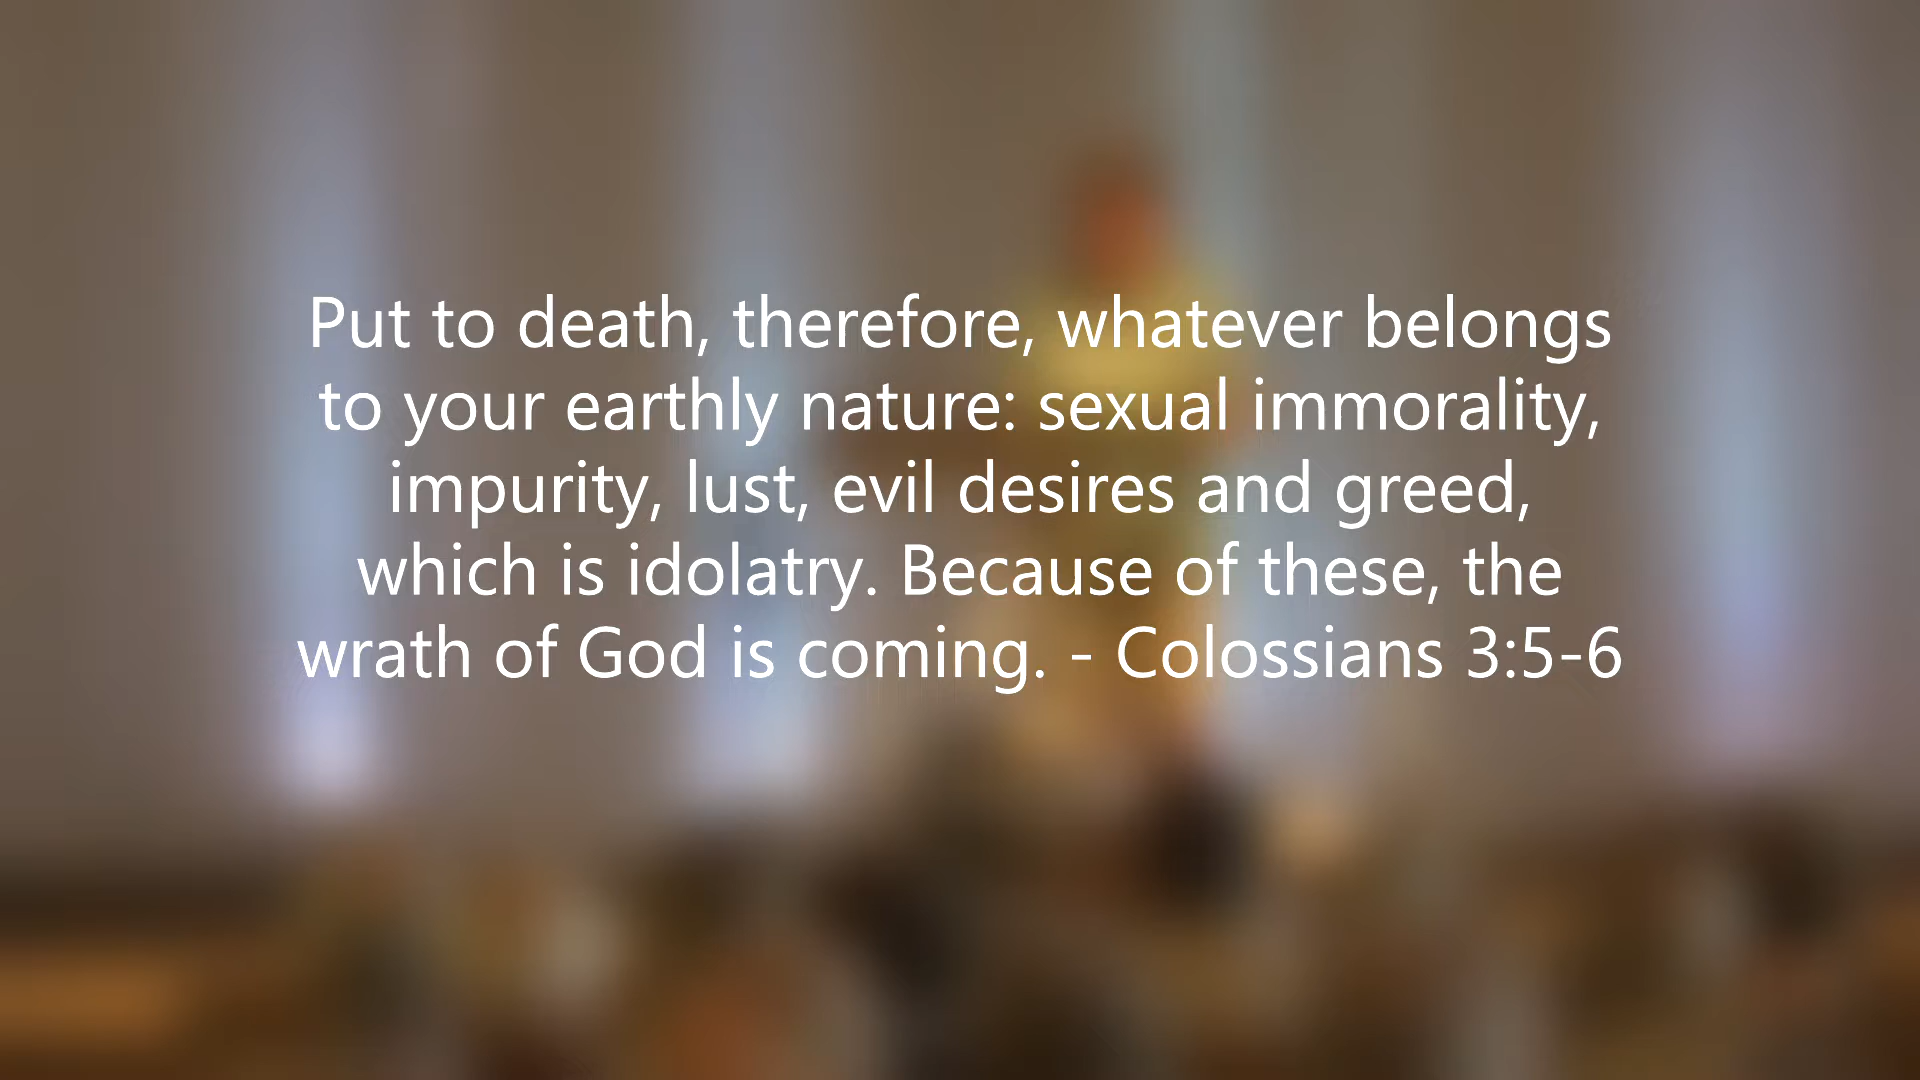 Put to death, therefore, whatever belongs
to your earthly nature: sexual immorality,
impurity, lust, evil desires and greed,
which is idolatry. Because of these, the
wrath of God is coming. - Colossians 3:5-6